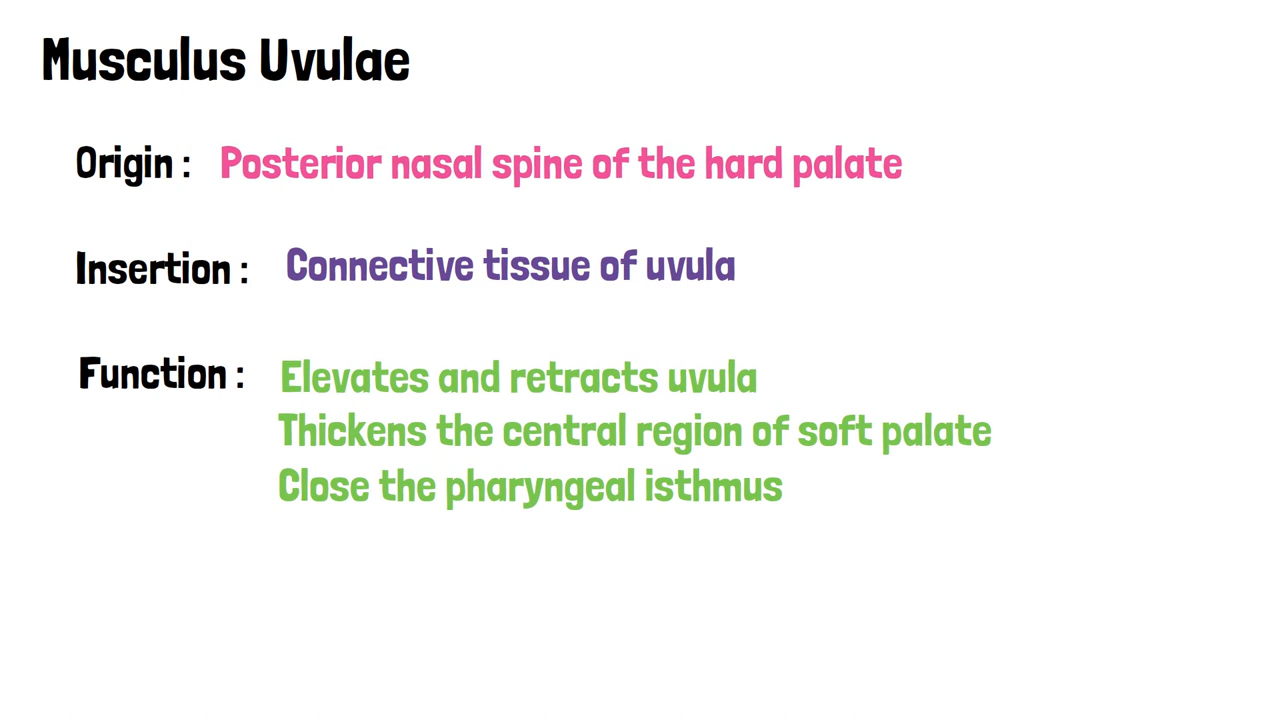 Musculus Uvulae
Origin : Posterior nasal spine of the hard palate
Insertion : Connective tissue of uvula
Function : Elevates and retracts uvula
Thickens the central region of soft palate
Close the pharyngeal isthmus